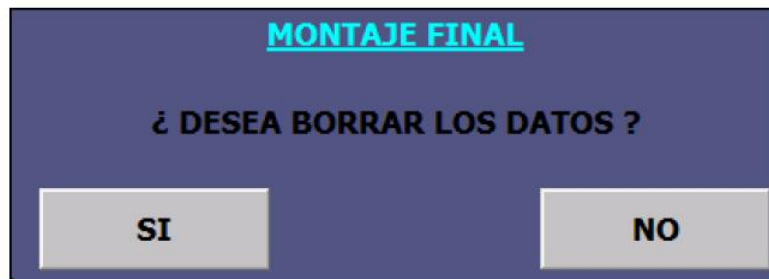 MONTAJE FINAL
¿ DESEA BORRAR LOS DATOS ?
SI
NO